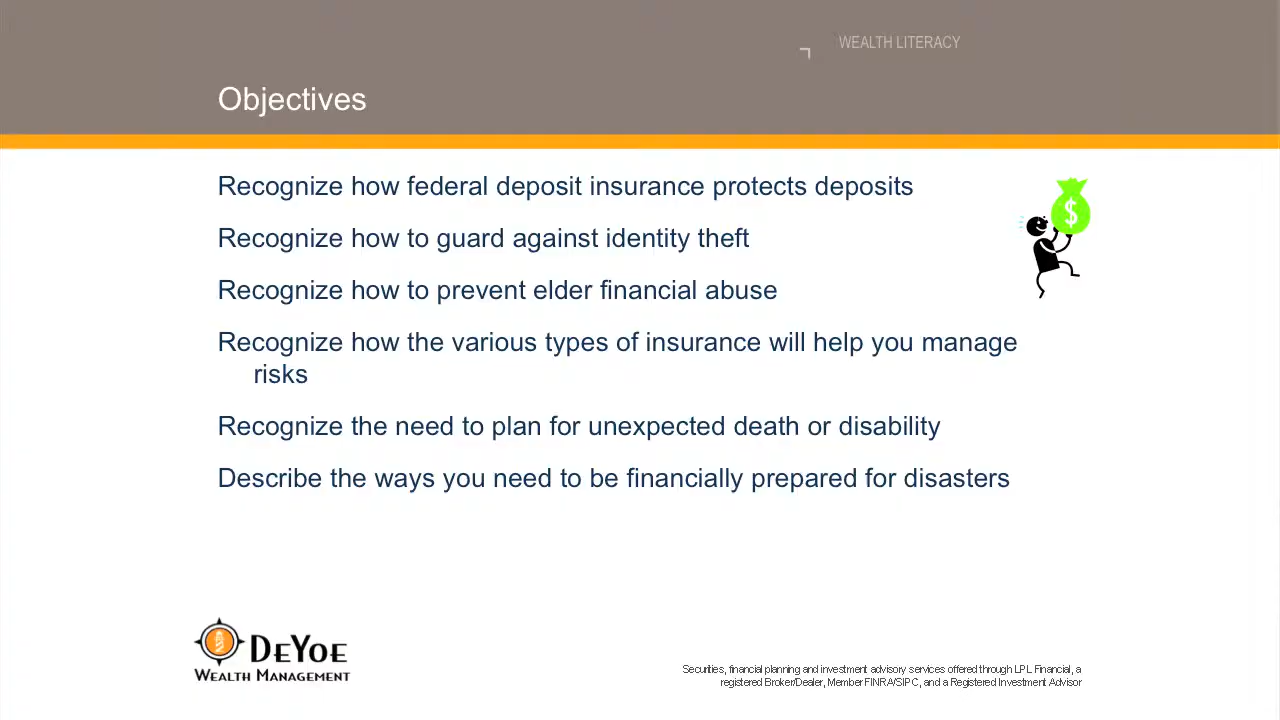 WEALTH LITERACY
Objectives
Recognize how federal deposit insurance protects deposits
Recognize how to guard against identity theft
Recognize how to prevent elder financial abuse
Recognize how the various types of insurance will help you manage
risks
Recognize the need to plan for unexpected death or disability
Describe the ways you need to be financially prepared for disasters
$
DEYOE
WEALTH MANAGEMENT
Securities, financial planning and investment advisory services offered through LPL Financial, a
registered Broker/Dealer, Member FINRA/SIPC, and a Registered Investment Advisor